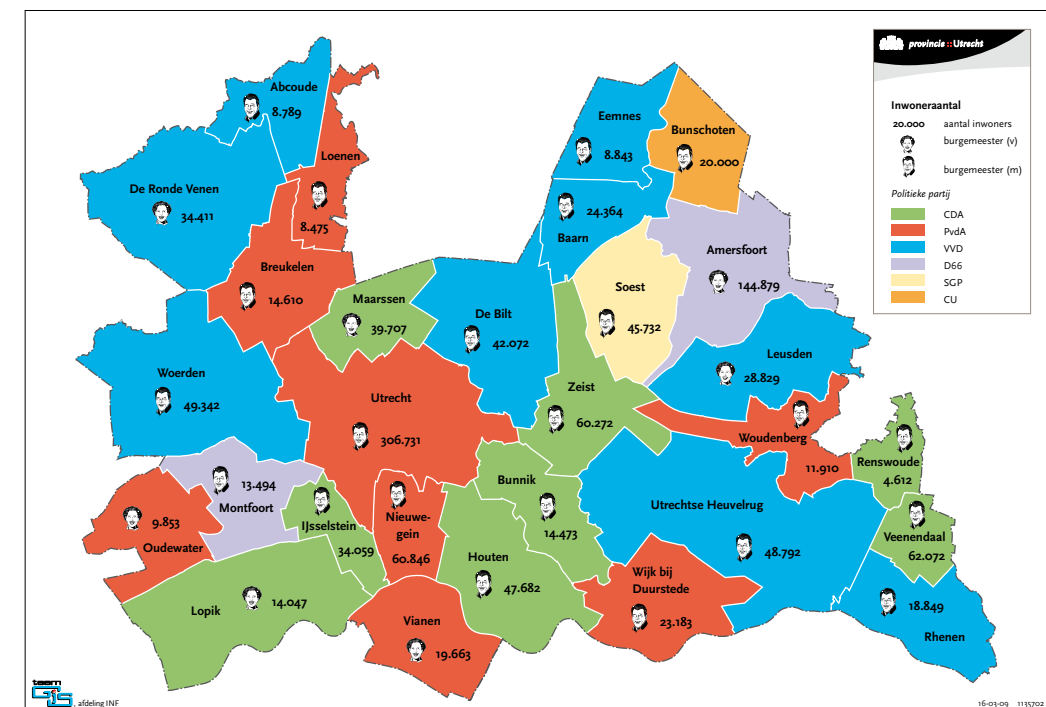 provincie :: Utrecht
Inwoneraantal
20.000 aantal inwoners
burgemeester (v)
burgemeester (m)
Politieke partij
CDA
PvdA
VVD
D66
SGP
CU
Abcoude
8.789
Loenen
8.475
De Ronde Venen
34.411
Breukelen
14.610
Maarssen
39.707
Eemnes
8.843
Bunschoten
20.000
24.364
Baarn
Amersfoort
144.879
Soest
45.732
De Bilt
42.072
Leusden
28.829
Woerden
49.342
Utrecht
306.731
Zeist
60.272
Woudenberg
11.910
Renswoude
4.612
Veenendaal
62.072
13.494
Montfoort
9.853
Oudewater
IJsselstein
34.059
Nieuwe-
gein
60.846
Bunnik
14.473
Houten
47.682
Utrechtse Heuvelrug
48.792
Wijk bij
Duurstede
23.183
18.849
Rhenen
Lopik
14.047
Vianen
19.663
team
GIS, afdeling INF
16-03-09 1135702